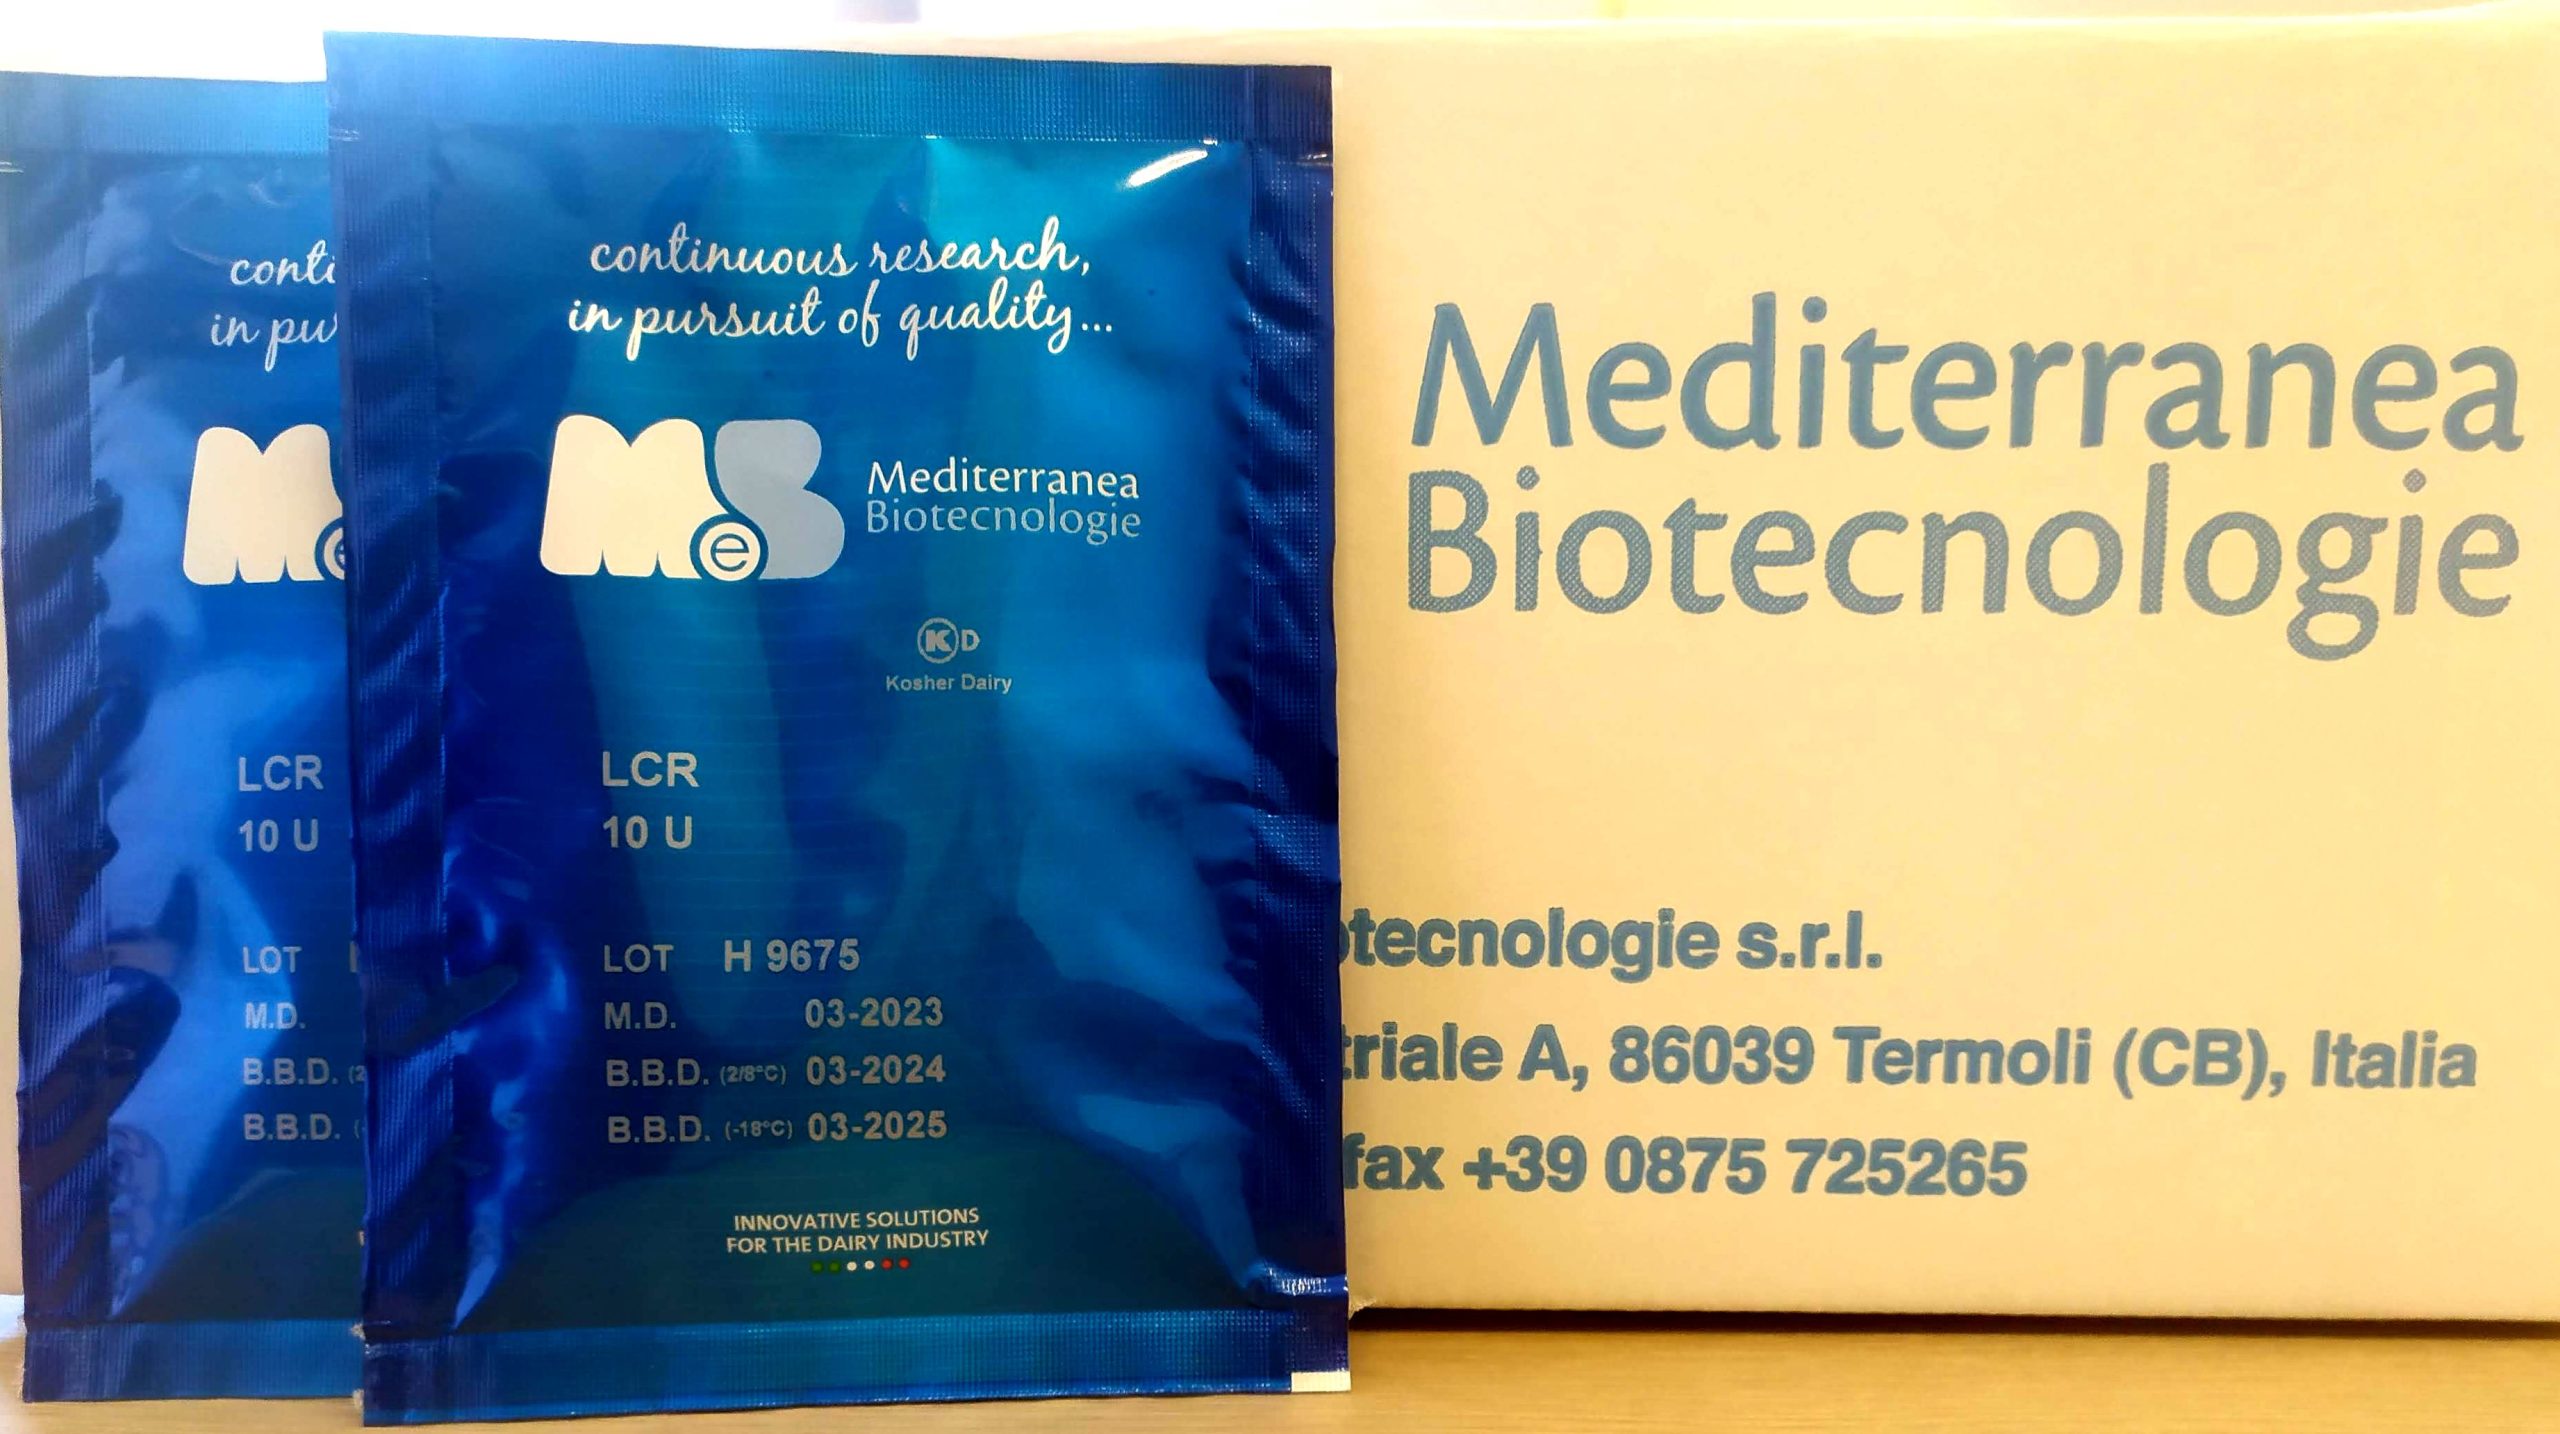 conti
in pu
M
e
LCR
10 U
LOT
M.D.
B.B.D. (2
B.B.D. (-
continuous research,
in pursuit of quality...
MeB
Mediterranea
Biotecnologie
K D
Kosher Dairy
LCR
10 U
LOT H 9675
M.D. 03-2023
B.B.D. (2/8°C) 03-2024
B.B.D. (-18°C) 03-2025
INNOVATIVE SOLUTIONS
FOR THE DAIRY INDUSTRY
Mediterranea
Biotecnologie
otecnologie s.r.l.
triale A, 86039 Termoli (CB), Italia
fax +39 0875 725265